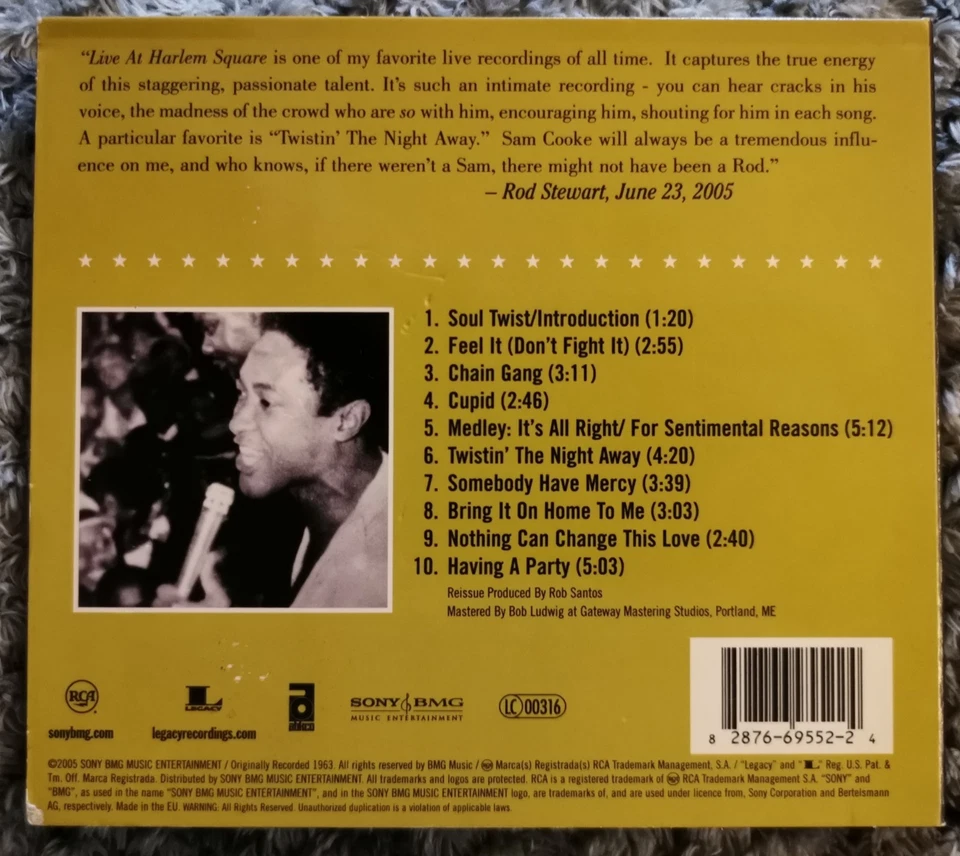 "Live At Harlem Square is one of my favorite live recordings of all time. It captures the true energy
of this staggering, passionate talent. It's such an intimate recording - you can hear cracks in his
voice, the madness of the crowd who are so with him, encouraging him, shouting for him in each song.
A particular favorite is "Twistin' The Night Away." Sam Cooke will always be a tremendous influ-
ence on me, and who knows, if there weren't a Sam, there might not have been a Rod."
– Rod Stewart, June 23, 2005
1. Soul Twist/Introduction (1:20)
2. Feel It (Don't Fight It) (2:55)
3. Chain Gang (3:11)
4. Cupid (2:46)
5. Medley: It's All Right/ For Sentimental Reasons (5:12)
6. Twistin' The Night Away (4:20)
7. Somebody Have Mercy (3:39)
8. Bring It On Home To Me (3:03)
9. Nothing Can Change This Love (2:40)
10. Having A Party (5:03)
Reissue Produced By Rob Santos
Mastered By Bob Ludwig at Gateway Mastering Studios, Portland, ME
RCA
sonybmg.com
L LEGACY
legacyrecordings.com
a abkco
SONY BMG
MUSIC ENTERTAINMENT
LC 00316
8 2876-69552-2 4
©2005 SONY BMG MUSIC ENTERTAINMENT / Originally Recorded 1963. All rights reserved by BMG Music / RCA Marca(s) Registrada(s) RCA Trademark Management, S.A. / "Legacy" and "L" Reg. U.S. Pat. &
Tm. Off. Marca Registrada. Distributed by SONY BMG MUSIC ENTERTAINMENT. All trademarks and logos are protected. RCA is a registered trademark of RCA Trademark Management S.A. "SONY" and
"BMG", as used in the name "SONY BMG MUSIC ENTERTAINMENT", and in the SONY BMG MUSIC ENTERTAINMENT logo, are trademarks of, and are used under licence from, Sony Corporation and Bertelsmann
AG, respectively. Made in the EU. WARNING: All Rights Reserved. Unauthorized duplication is a violation of applicable laws.